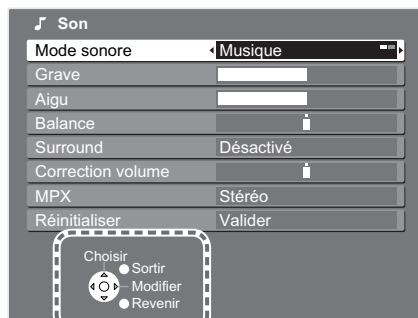 Son
Mode sonore Musique
Grave
Aigu
Balance
Surround Désactivé
Correction volume
MPX Stéréo
Réinitialiser Valider
Choisir
Sortir
Modifier
Revenir